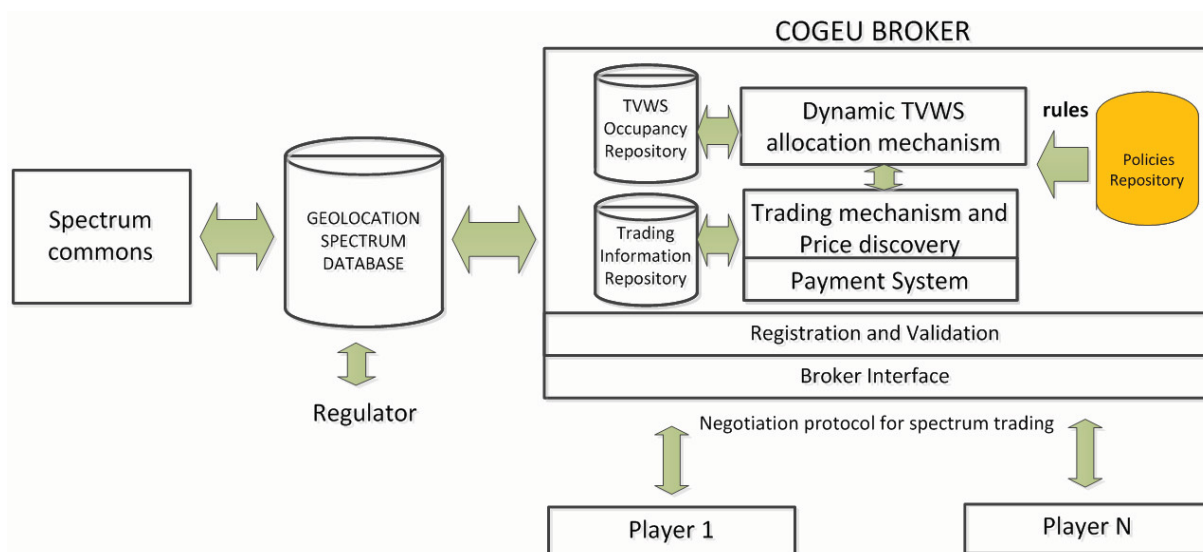 COGEU BROKER
TVWS
Occupancy
Repository
Dynamic TVWS
allocation mechanism
rules
Policies
Repository
Spectrum
commons
GEOLOCATION
SPECTRUM
DATABASE
Trading
Information
Repository
Trading mechanism and
Price discovery
Payment System
Registration and Validation
Broker Interface
Regulator
Negotiation protocol for spectrum trading
Player 1
Player N